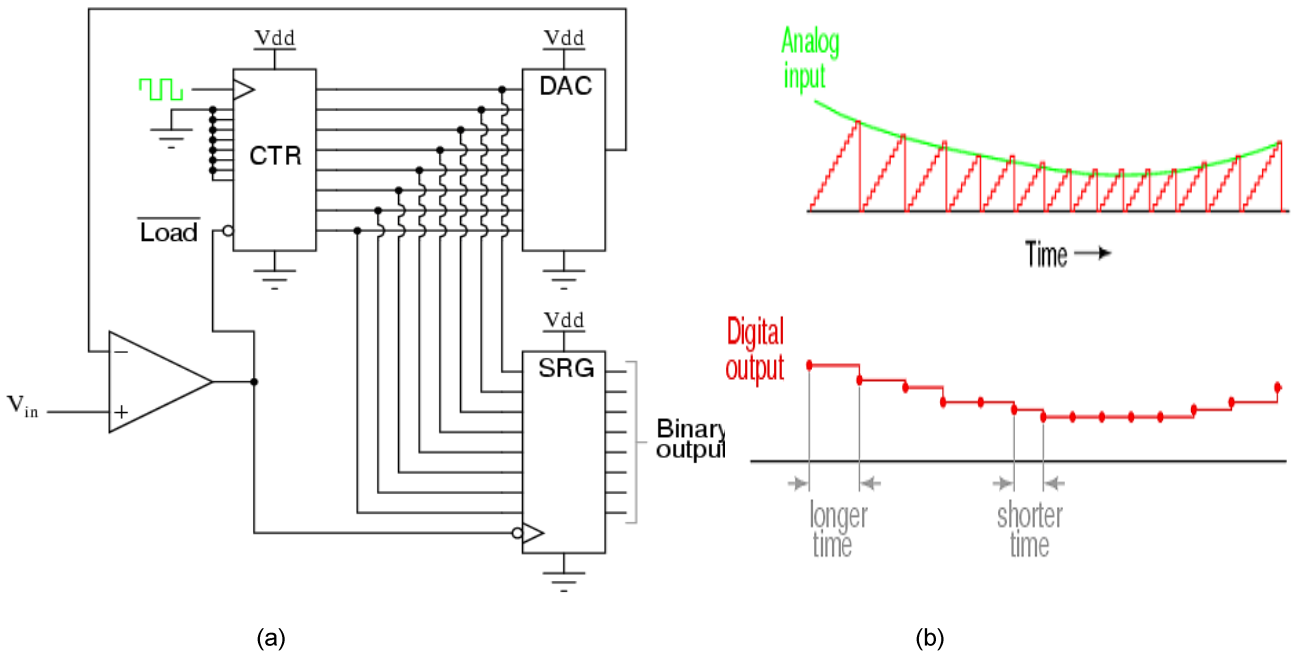 Vdd
Vdd
DAC
CTR
Load
Vdd
SRG
−
+
Vin
Binary
output
(a)
Analog
input
Time
Digital
output
longer
time
shorter
time
(b)